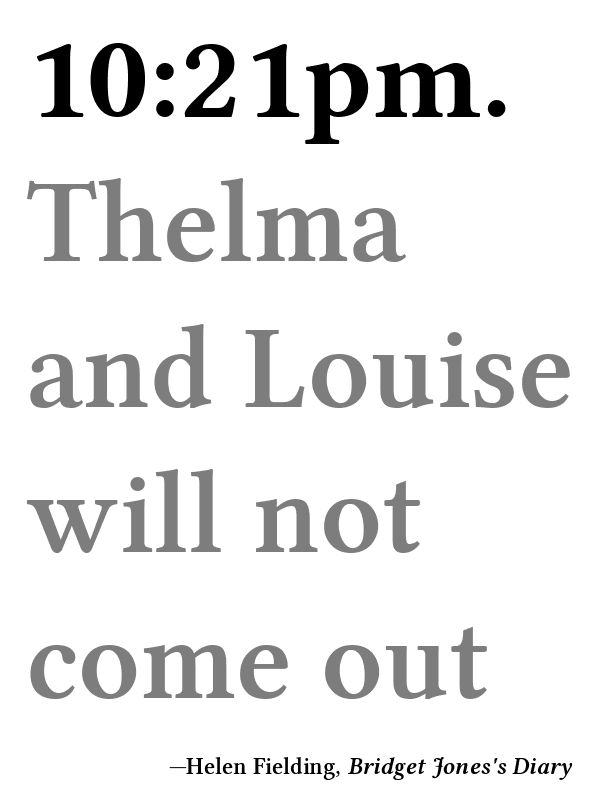 10:21pm.
Thelma
and Louise
will not
come out
—Helen Fielding, Bridget Jones's Diary